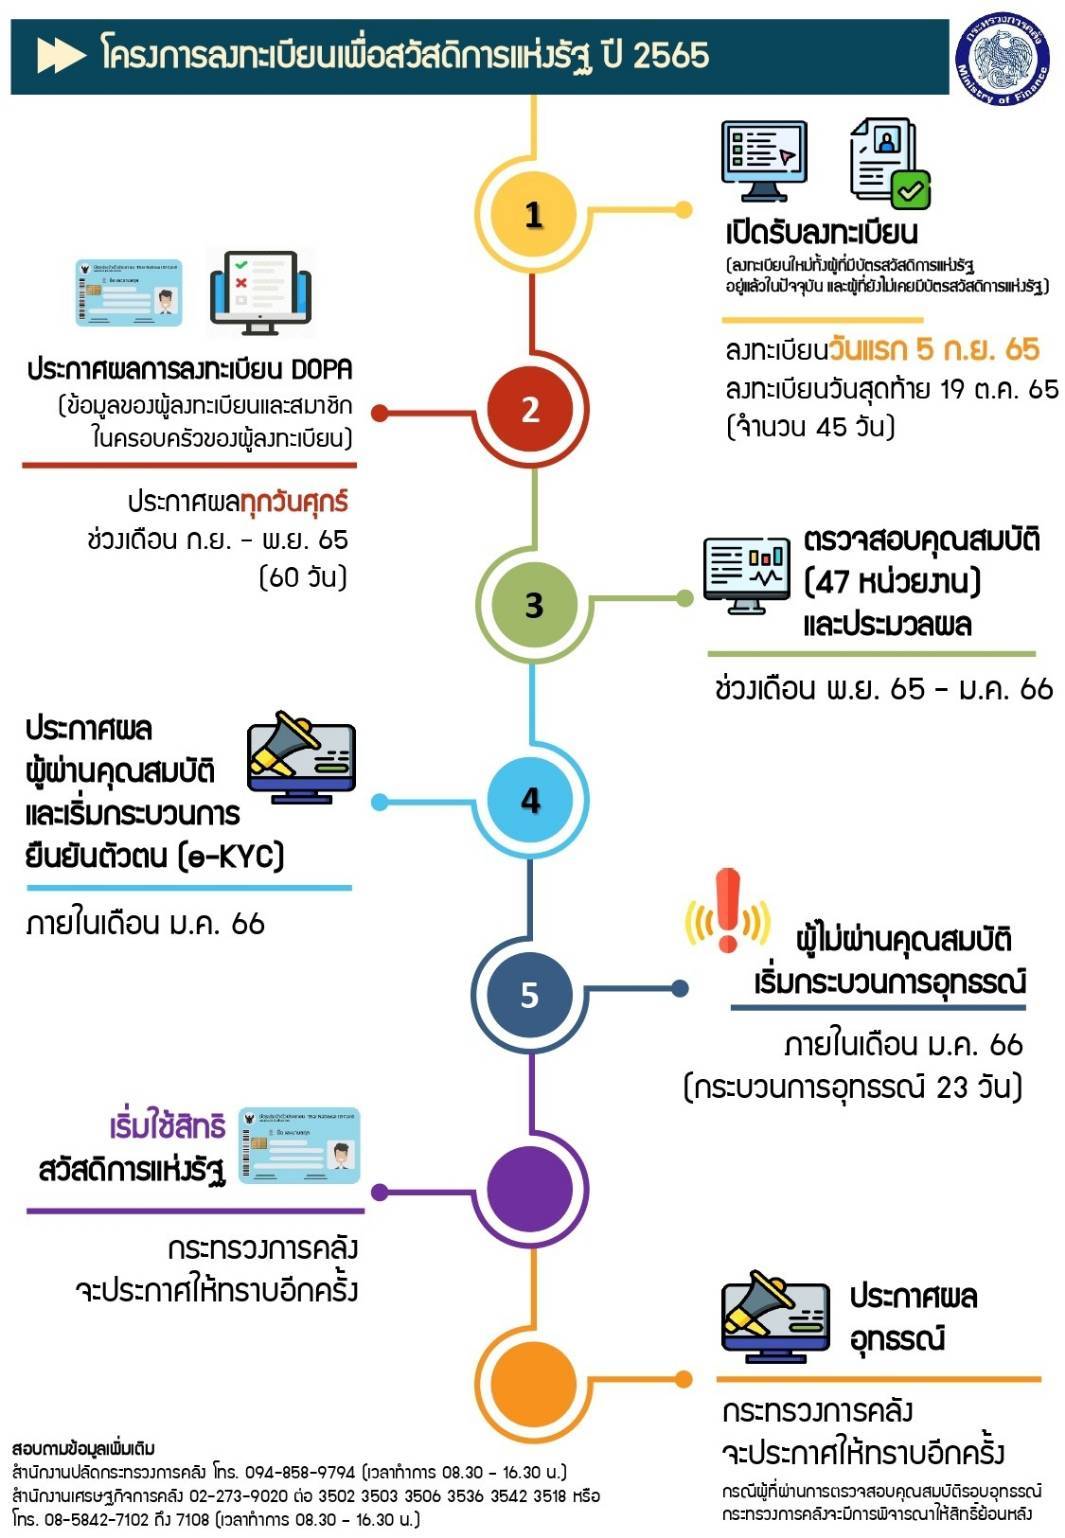 โครงการลงทะเบียนเพื่อสวัสดิการแห่งรัฐ ปี 2565
กระทรวงการคลัง
Ministry of Finance
1
เปิดรับลงทะเบียน
(ลงทะเบียนใหม่ทั้งผู้ที่มีบัตรสวัสดิการแห่งรัฐ
อยู่แล้วในปัจจุบัน และผู้ที่ยังไม่เคยมีบัตรสวัสดิการแห่งรัฐ)
ลงทะเบียนวันแรก 5 ก.ย. 65
ลงทะเบียนวันสุดท้าย 19 ต.ค. 65
(จำนวน 45 วัน)
2
ประกาศผลการลงทะเบียน DOPA
(ข้อมูลของผู้ลงทะเบียนและสมาชิก
ในครอบครัวของผู้ลงทะเบียน)
ประกาศผลทุกวันศุกร์
ช่วงเดือน ก.ย. - พ.ย. 65
(60 วัน)
3
ตรวจสอบคุณสมบัติ
(47 หน่วยงาน)
และประมวลผล
ช่วงเดือน พ.ย. 65 - ม.ค. 66
4
ประกาศผล
ผู้ผ่านคุณสมบัติ
และเริ่มกระบวนการ
ยืนยันตัวตน (e-KYC)
ภายในเดือน ม.ค. 66
5
ผู้ไม่ผ่านคุณสมบัติ
เริ่มกระบวนการอุทธรณ์
ภายในเดือน ม.ค. 66
(กระบวนการอุทธรณ์ 23 วัน)
เริ่มใช้สิทธิ
สวัสดิการแห่งรัฐ
กระทรวงการคลัง
จะประกาศให้ทราบอีกครั้ง
ประกาศผล
อุทธรณ์
กระทรวงการคลัง
จะประกาศให้ทราบอีกครั้ง
กรณีผู้ที่ผ่านการตรวจสอบคุณสมบัติรอบอุทธรณ์
กระทรวงการคลังจะมีการพิจารณาให้สิทธิ์ย้อนหลัง
สอบถามข้อมูลเพิ่มเติม
สำนักงานปลัดกระทรวงการคลัง โทร. 094-858-9794 (เวลาทำการ 08.30 - 16.30 น.)
สำนักงานเศรษฐกิจการคลัง 02-273-9020 ต่อ 3502 3503 3506 3536 3542 3518 หรือ
โทร. 08-5842-7102 ถึง 7108 (เวลาทำการ 08.30 - 16.30 น.)